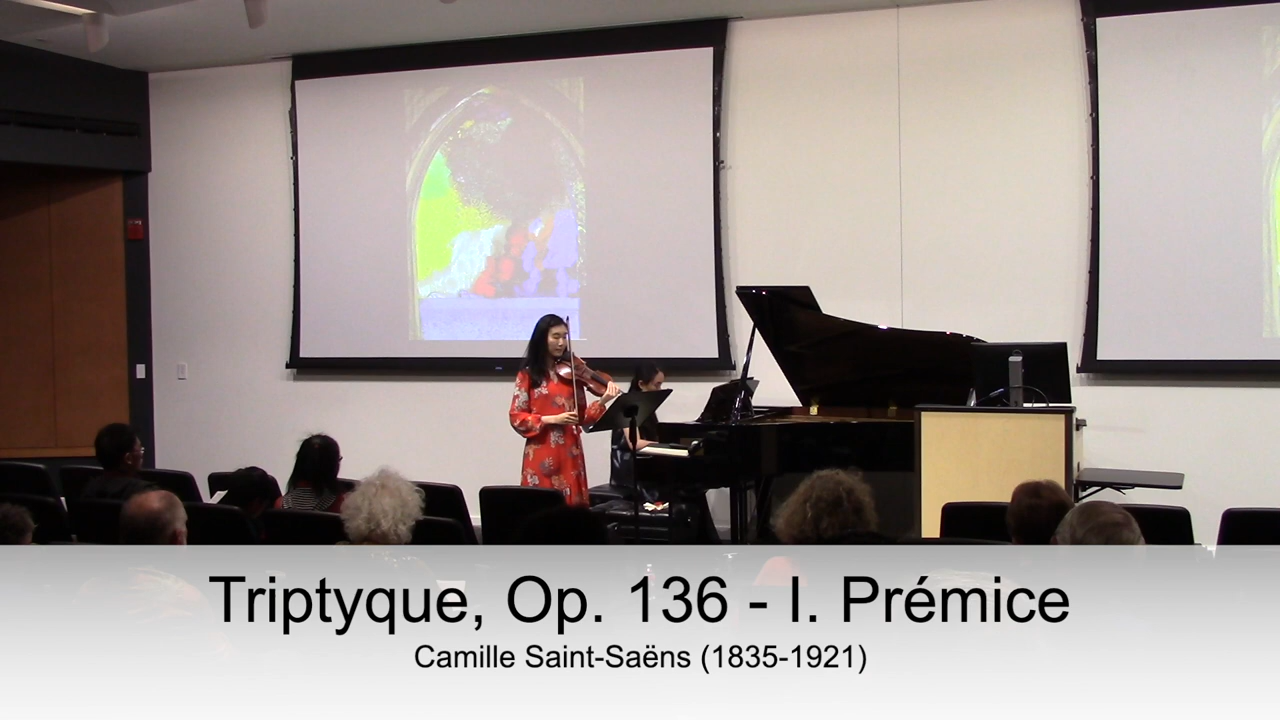 Triptyque, Op. 136 - I. Prémice
Camille Saint-Saëns (1835-1921)